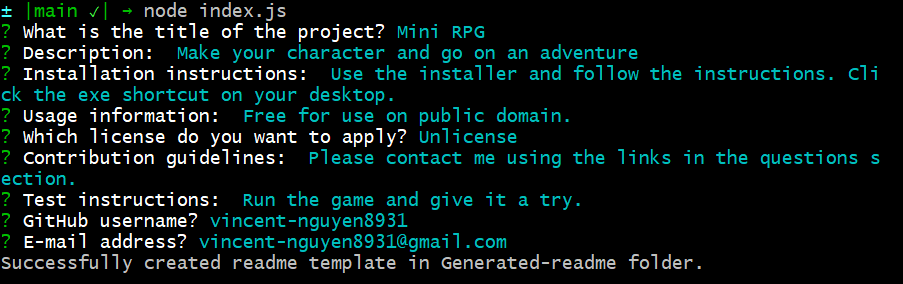 ± |main ✓| → node index.js
? What is the title of the project? Mini RPG
? Description:  Make your character and go on an adventure
? Installation instructions:  Use the installer and follow the instructions. Cli
ck the exe shortcut on your desktop.
? Usage information:  Free for use on public domain.
? Which license do you want to apply? Unlicense
? Contribution guidelines:  Please contact me using the links in the questions s
ection.
? Test instructions:  Run the game and give it a try.
? GitHub username? vincent-nguyen8931
? E-mail address? vincent-nguyen8931@gmail.com
Successfully created readme template in Generated-readme folder.